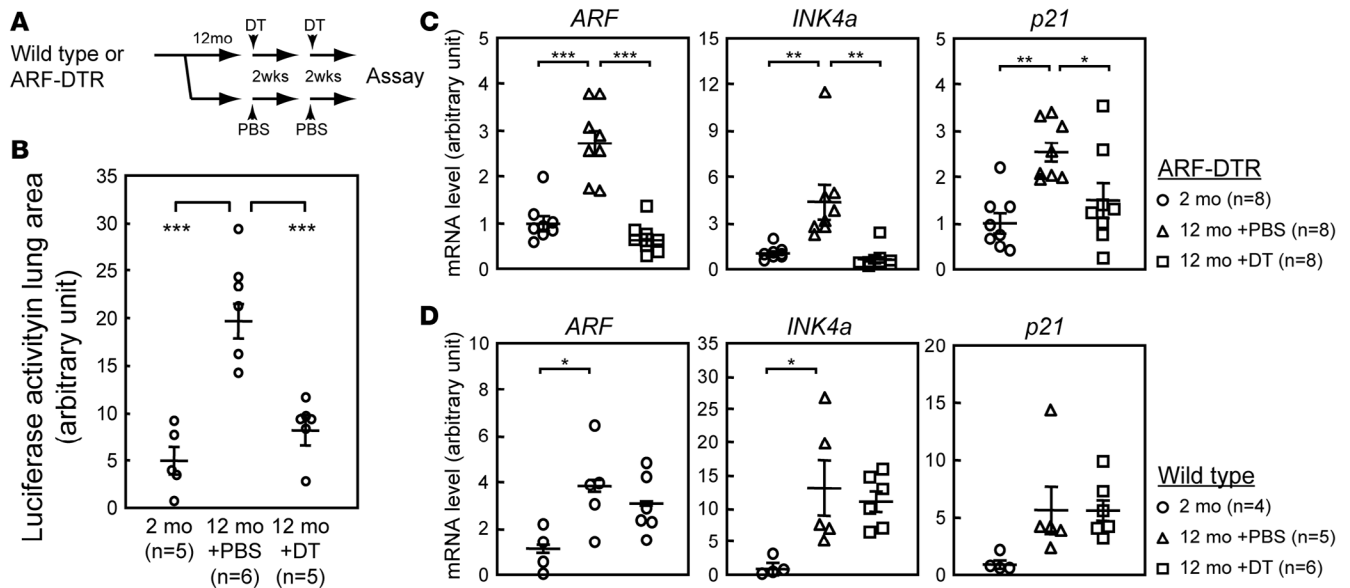 A
Wild type or
ARF-DTR
12mo
DT
DT
2wks
2wks
PBS
PBS
Assay
B
Luciferase activityin lung area
(arbitrary unit)
35
30
25
20
15
10
5
0
***
***
2 mo
(n=5)
12 mo
+PBS
(n=6)
12 mo
+DT
(n=5)
C
mRNA level (arbitrary unit)
ARF
5
4
3
2
1
0
***
***
INK4a
15
12
9
6
3
0
**
**
p21
5
4
3
2
1
0
**
*
ARF-DTR
2 mo (n=8)
12 mo +PBS (n=8)
12 mo +DT (n=8)
D
mRNA level (arbitrary unit)
ARF
10
8
6
4
2
0
*
INK4a
35
30
25
20
15
10
5
0
*
p21
20
15
10
5
0
Wild type
2 mo (n=4)
12 mo +PBS (n=5)
12 mo +DT (n=6)